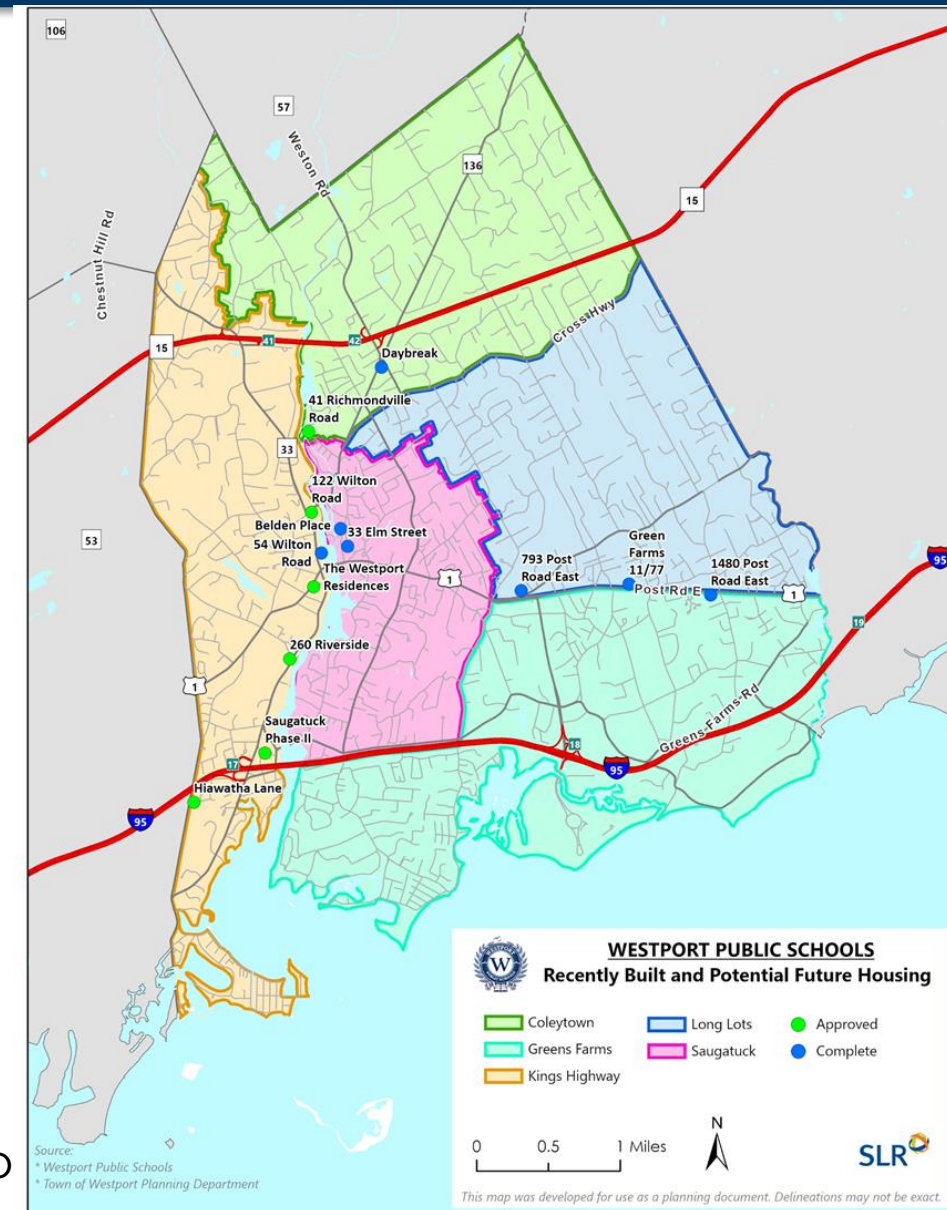 106
57
Weston Rd
136
15
Chestnut Hill Rd
15
41
42
Cross Hwy
Daybreak
41 Richmondville
Road
33
122 Wilton
Road
53
Belden Place
33 Elm Street
54 Wilton
Road
The Westport
Residences
1
793 Post
Road East
Green
Farms
11/77
1480 Post
Road East
Post Rd E
1
95
19
260 Riverside
1
Saugatuck
Phase II
17
18
Greens Farms Rd
95
Hiawatha Lane
95
W
WESTPORT PUBLIC SCHOOLS
Recently Built and Potential Future Housing
Coleytown
Greens Farms
Kings Highway
Long Lots
Saugatuck
Approved
Complete
0 0.5 1 Miles
N
SLR
Source:
* Westport Public Schools
* Town of Westport Planning Department
This map was developed for use as a planning document. Delineations may not be exact.